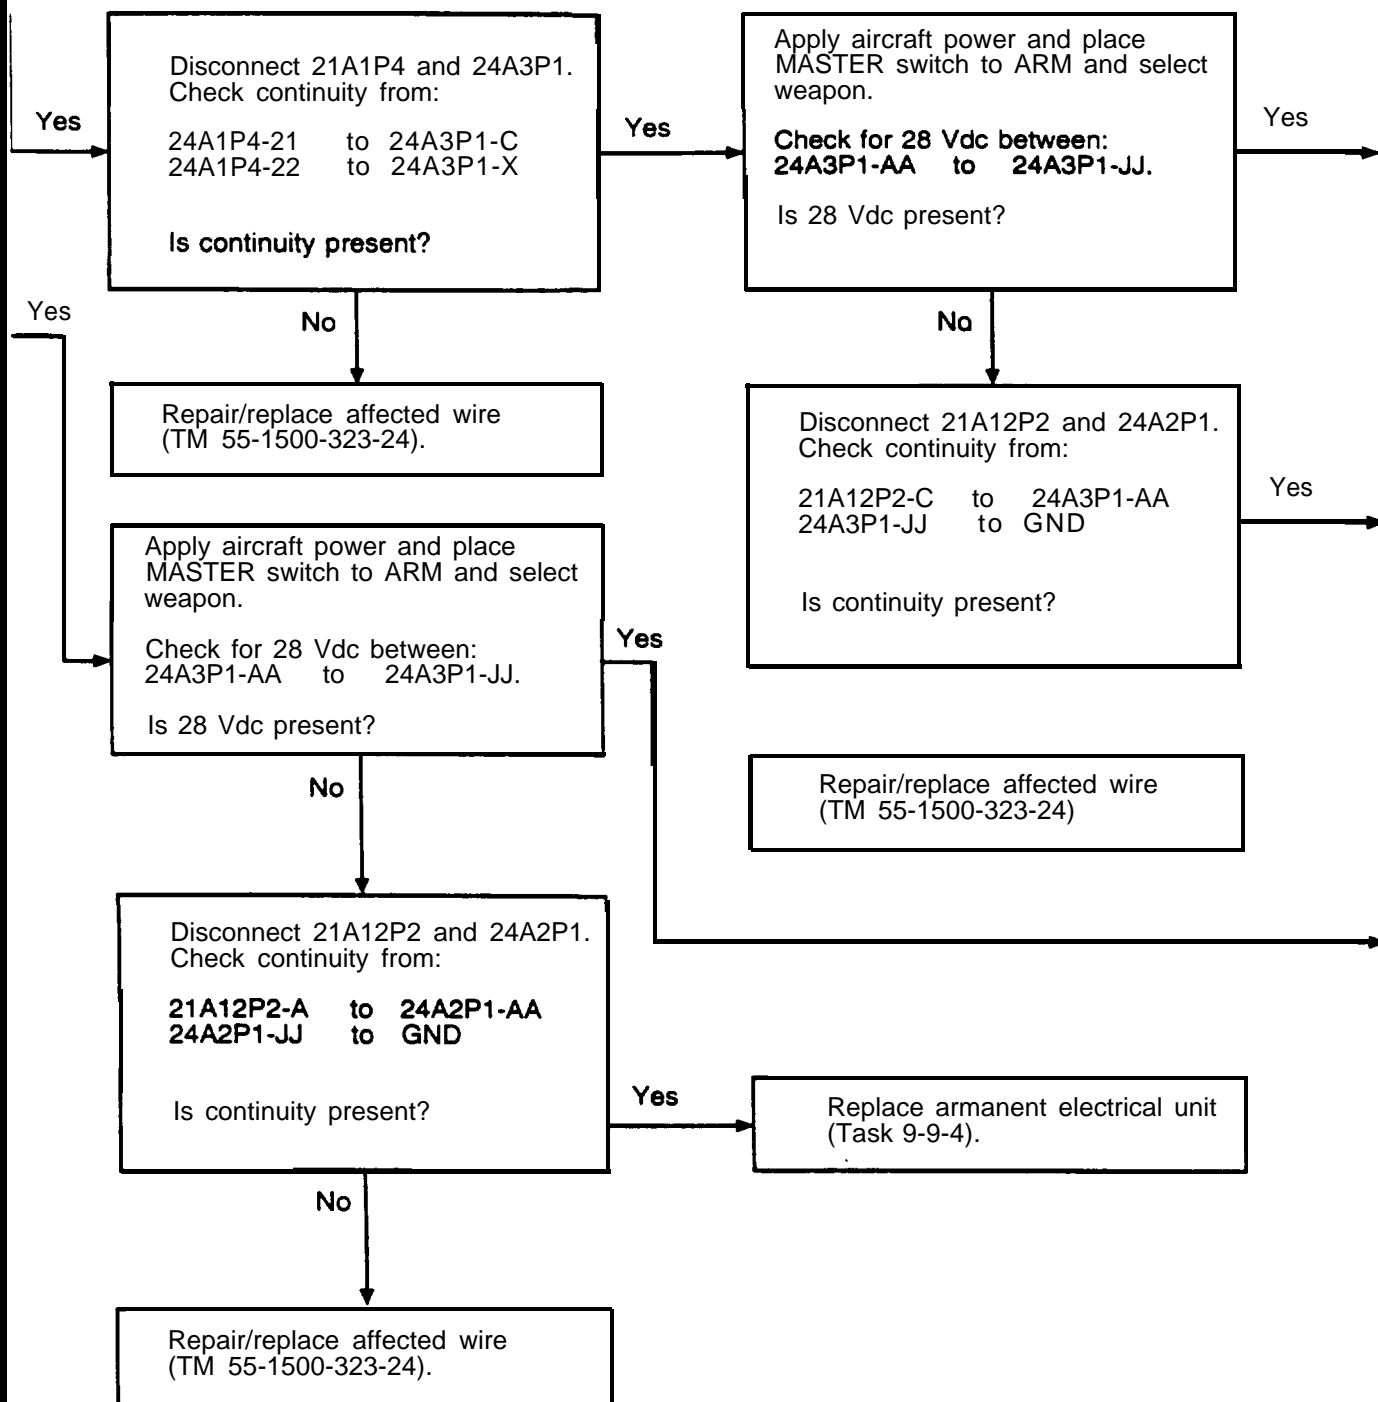 Yes
Disconnect 21A1P4 and 24A3P1.
Check continuity from:
24A1P4-21 to 24A3P1-C
24A1P4-22 to 24A3P1-X
Is continuity present?
Yes
Apply aircraft power and place
MASTER switch to ARM and select
weapon.
Check for 28 Vdc between:
24A3P1-AA to 24A3P1-JJ.
Is 28 Vdc present?
Yes
No
Repair/replace affected wire
(TM 55-1500-323-24).
No
Disconnect 21A12P2 and 24A2P1.
Check continuity from:
21A12P2-C to 24A3P1-AA
24A3P1-JJ to GND
Is continuity present?
Yes
Repair/replace affected wire
(TM 55-1500-323-24)
Yes
Apply aircraft power and place
MASTER switch to ARM and select
weapon.
Check for 28 Vdc between:
24A3P1-AA to 24A3P1-JJ.
Is 28 Vdc present?
Yes
No
Disconnect 21A12P2 and 24A2P1.
Check continuity from:
21A12P2-A to 24A2P1-AA
24A2P1-JJ to GND
Is continuity present?
Yes
Replace armanent electrical unit
(Task 9-9-4).
No
Repair/replace affected wire
(TM 55-1500-323-24).